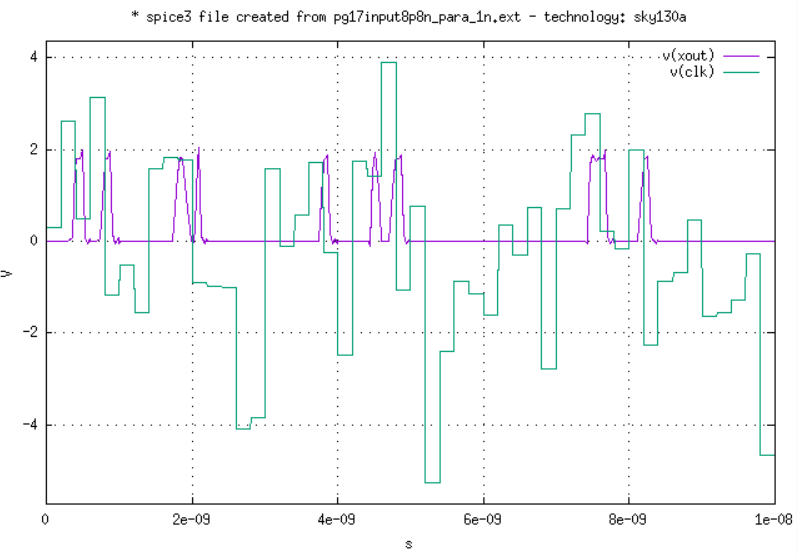 * spice3 file created from pg17input8p8n_para_1n.ext - technology: sky130a
v(xout)
v(clk)
4
2
0
-2
-4
V
0 2e-09 4e-09 6e-09 8e-09 1e-08
s